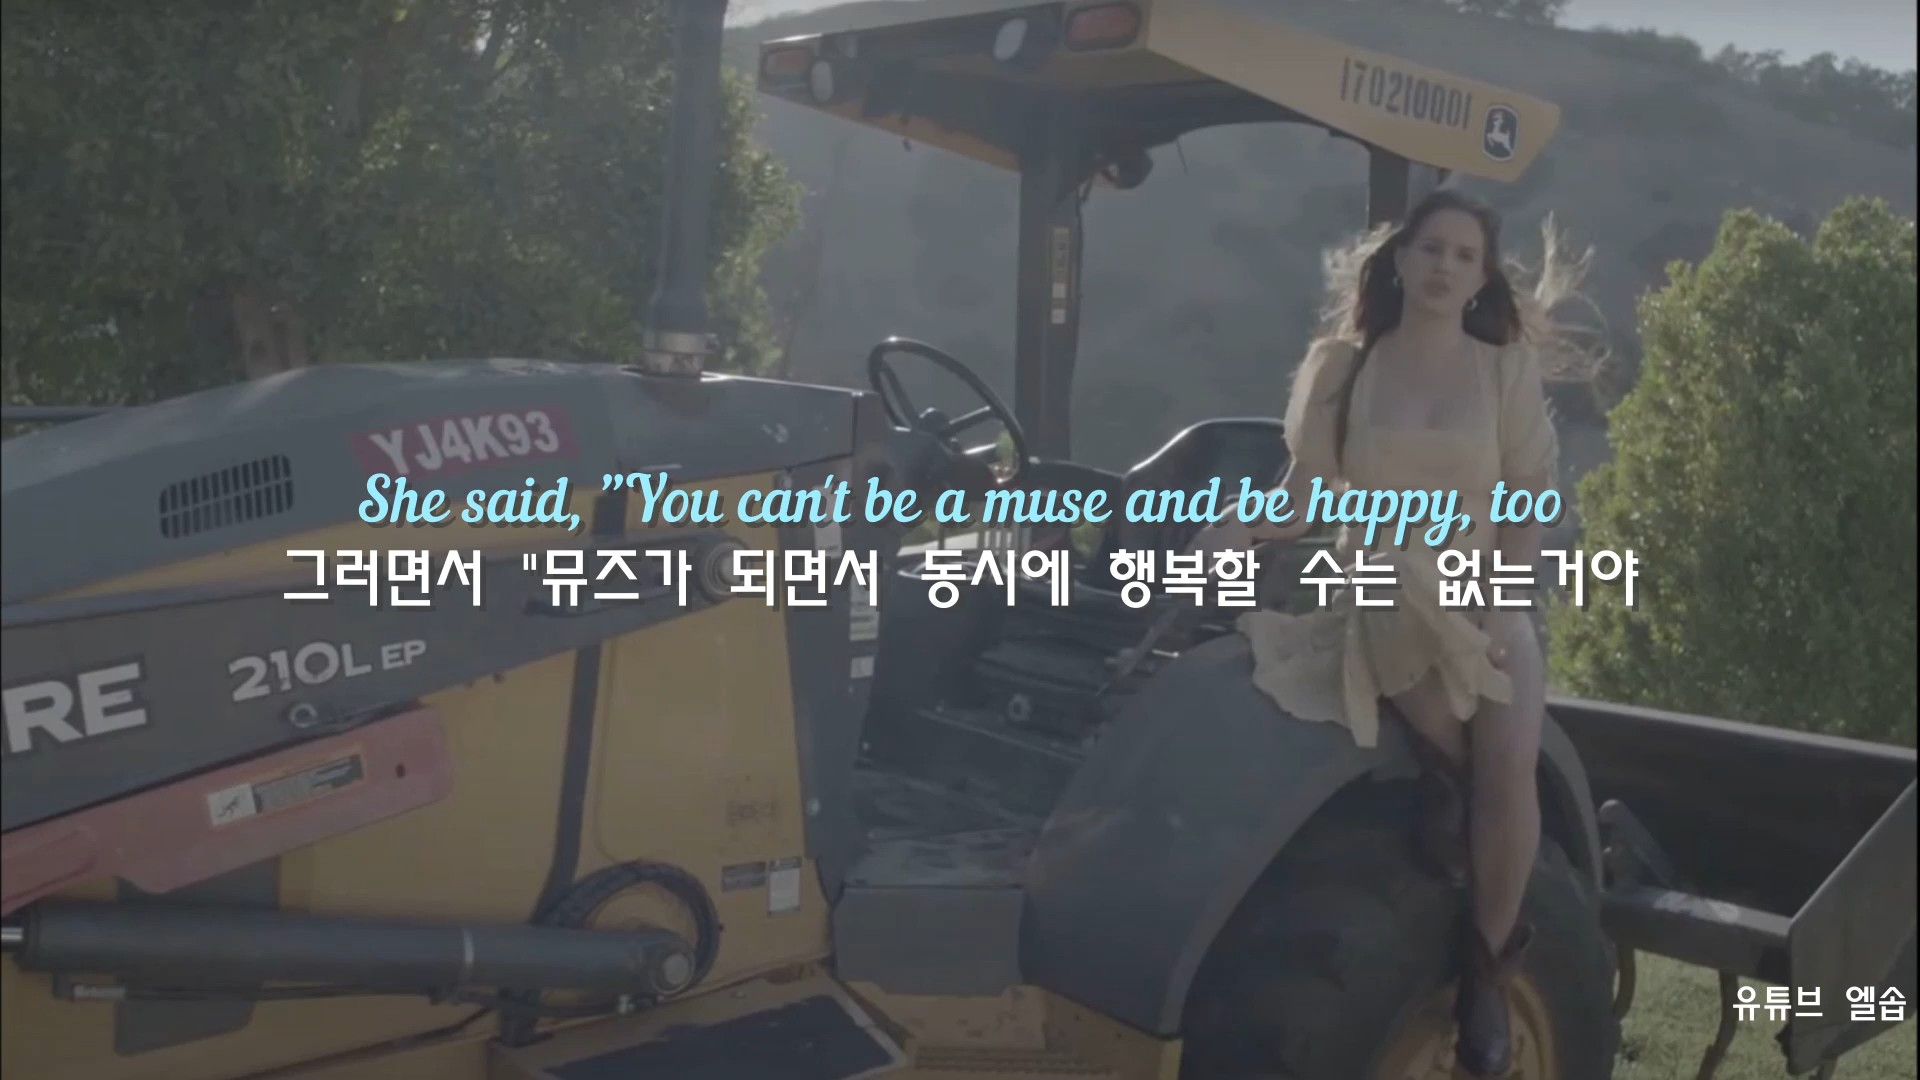 170210001
YJ4K93
She said, ”You can't be a muse and be happy, too
그러면서 "뮤즈가 되면서 동시에 행복할 수는 없는거야
210L EP
RE
유튜브 엘솝